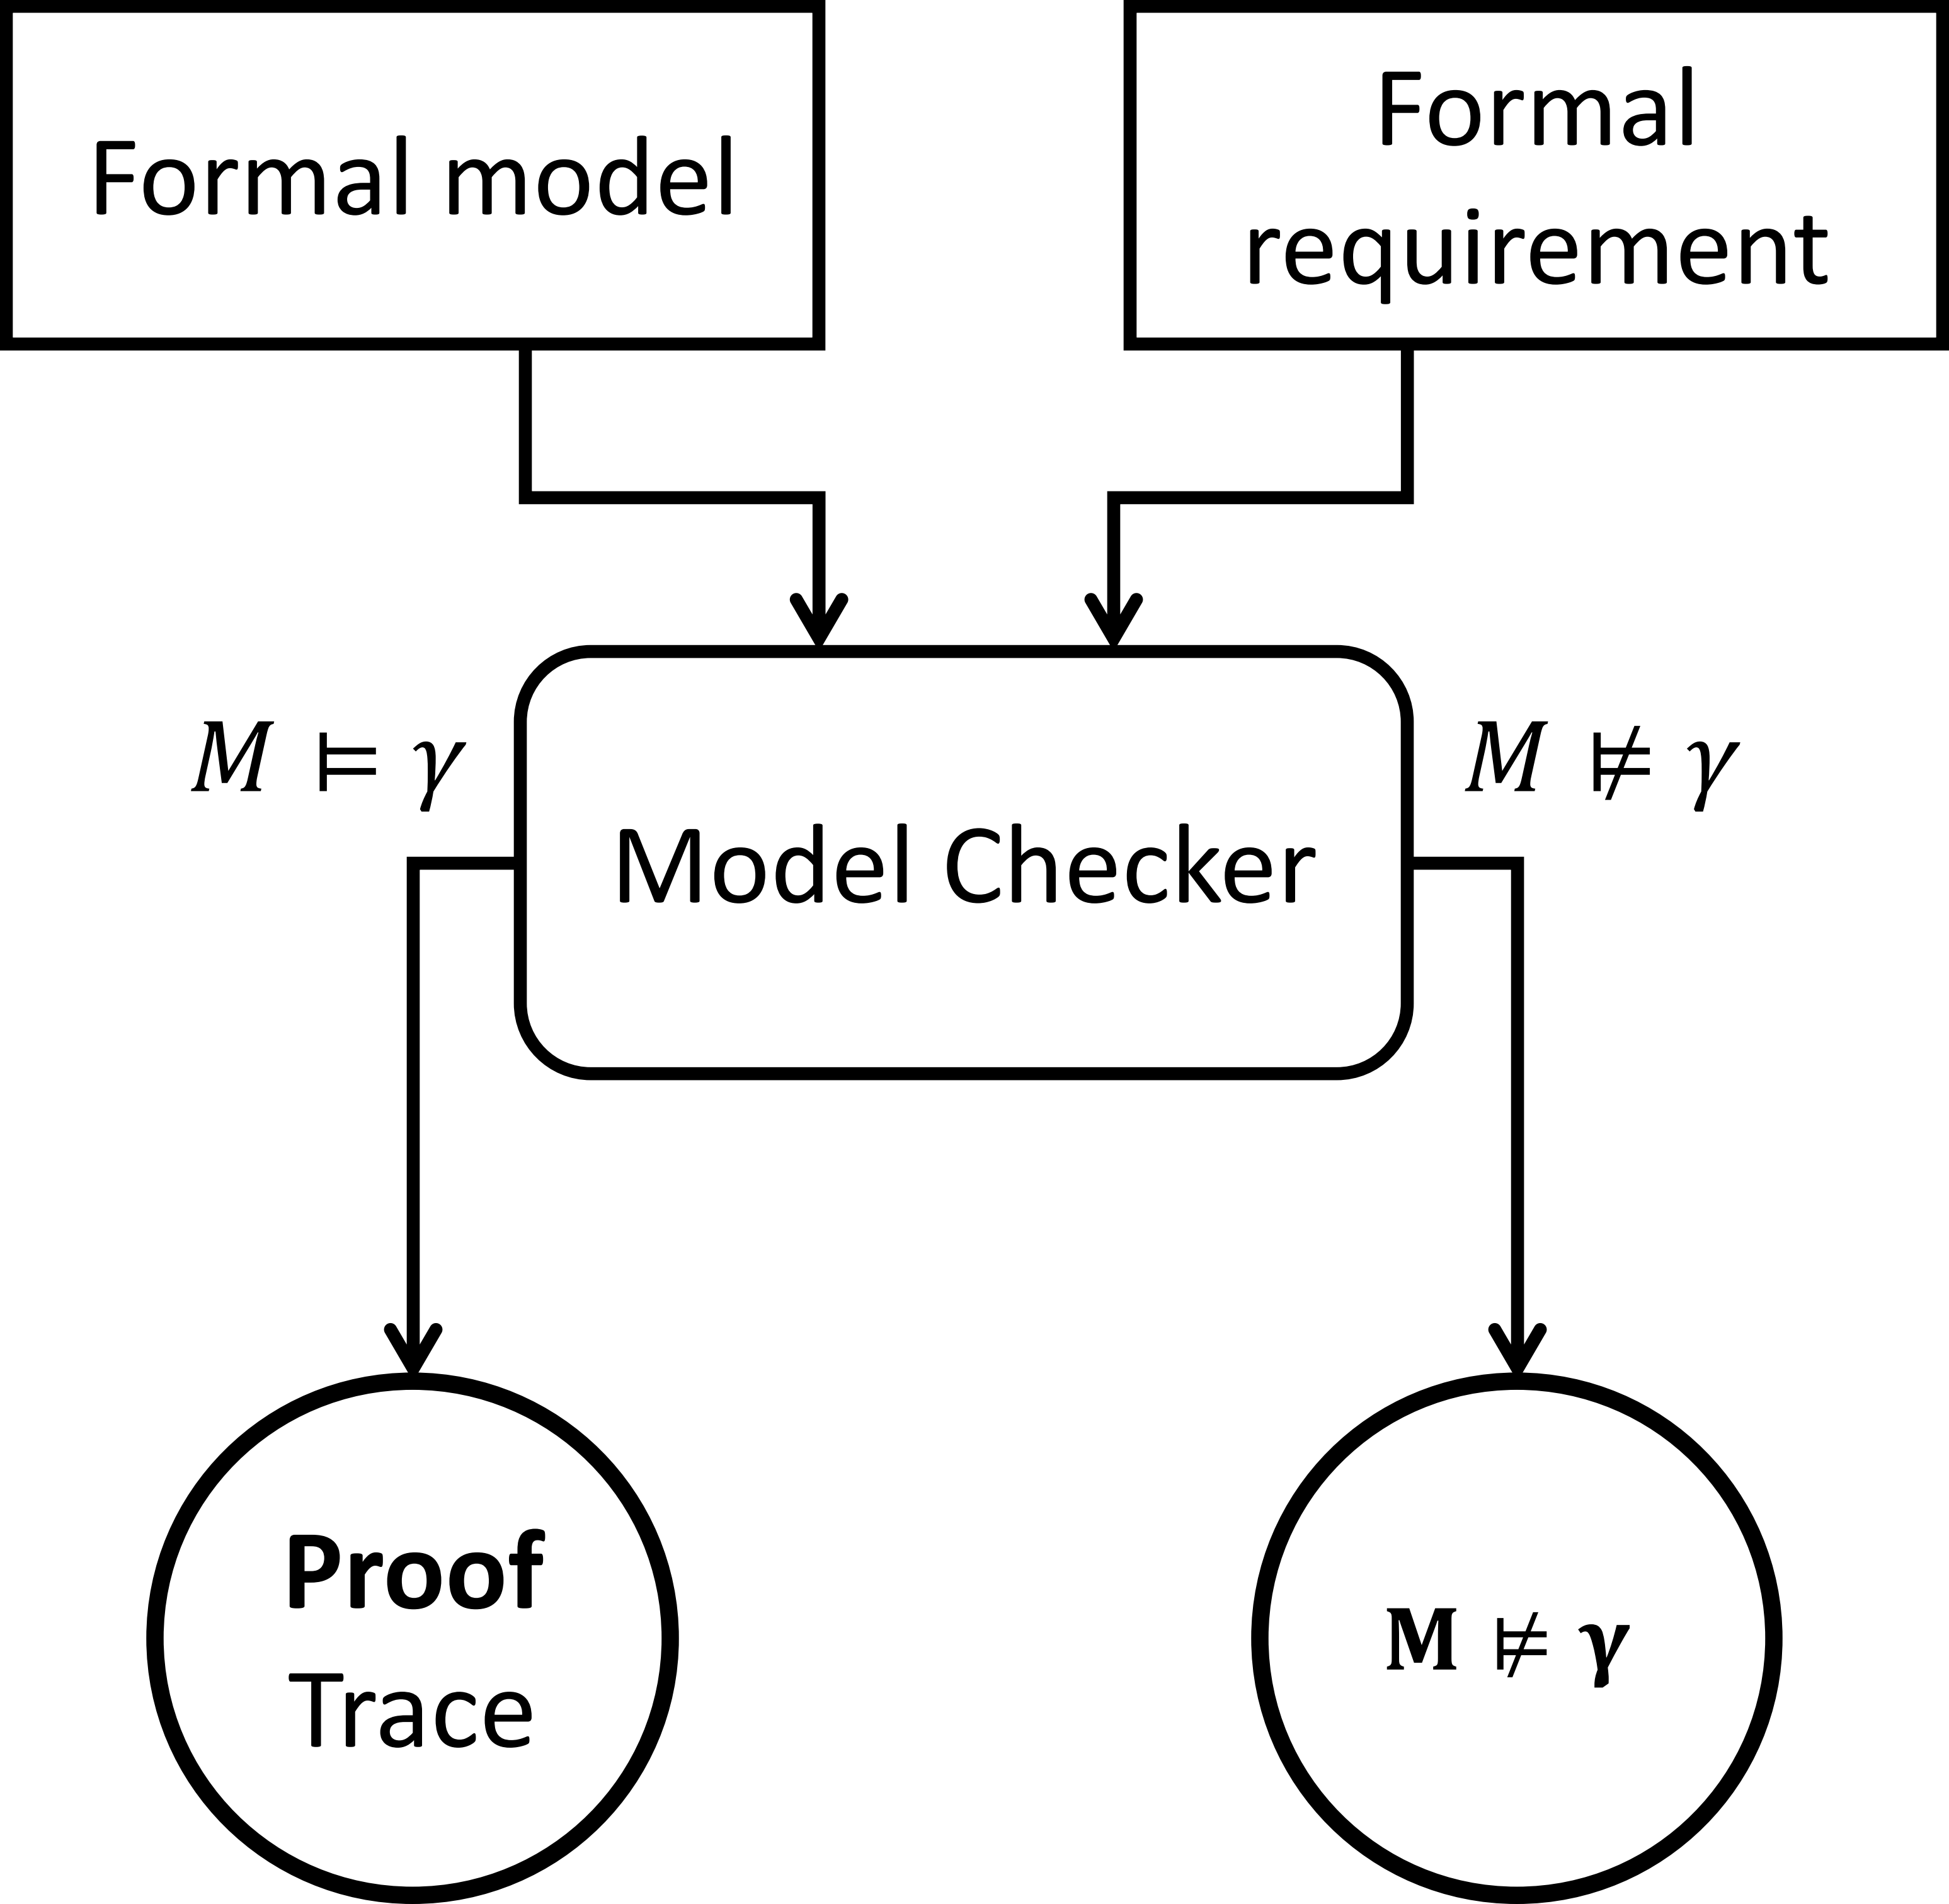 Formal model
Formal
requirement
M ⊨ γ
M ⊭ γ
Model Checker
Proof
Trace
M ⊭ γ